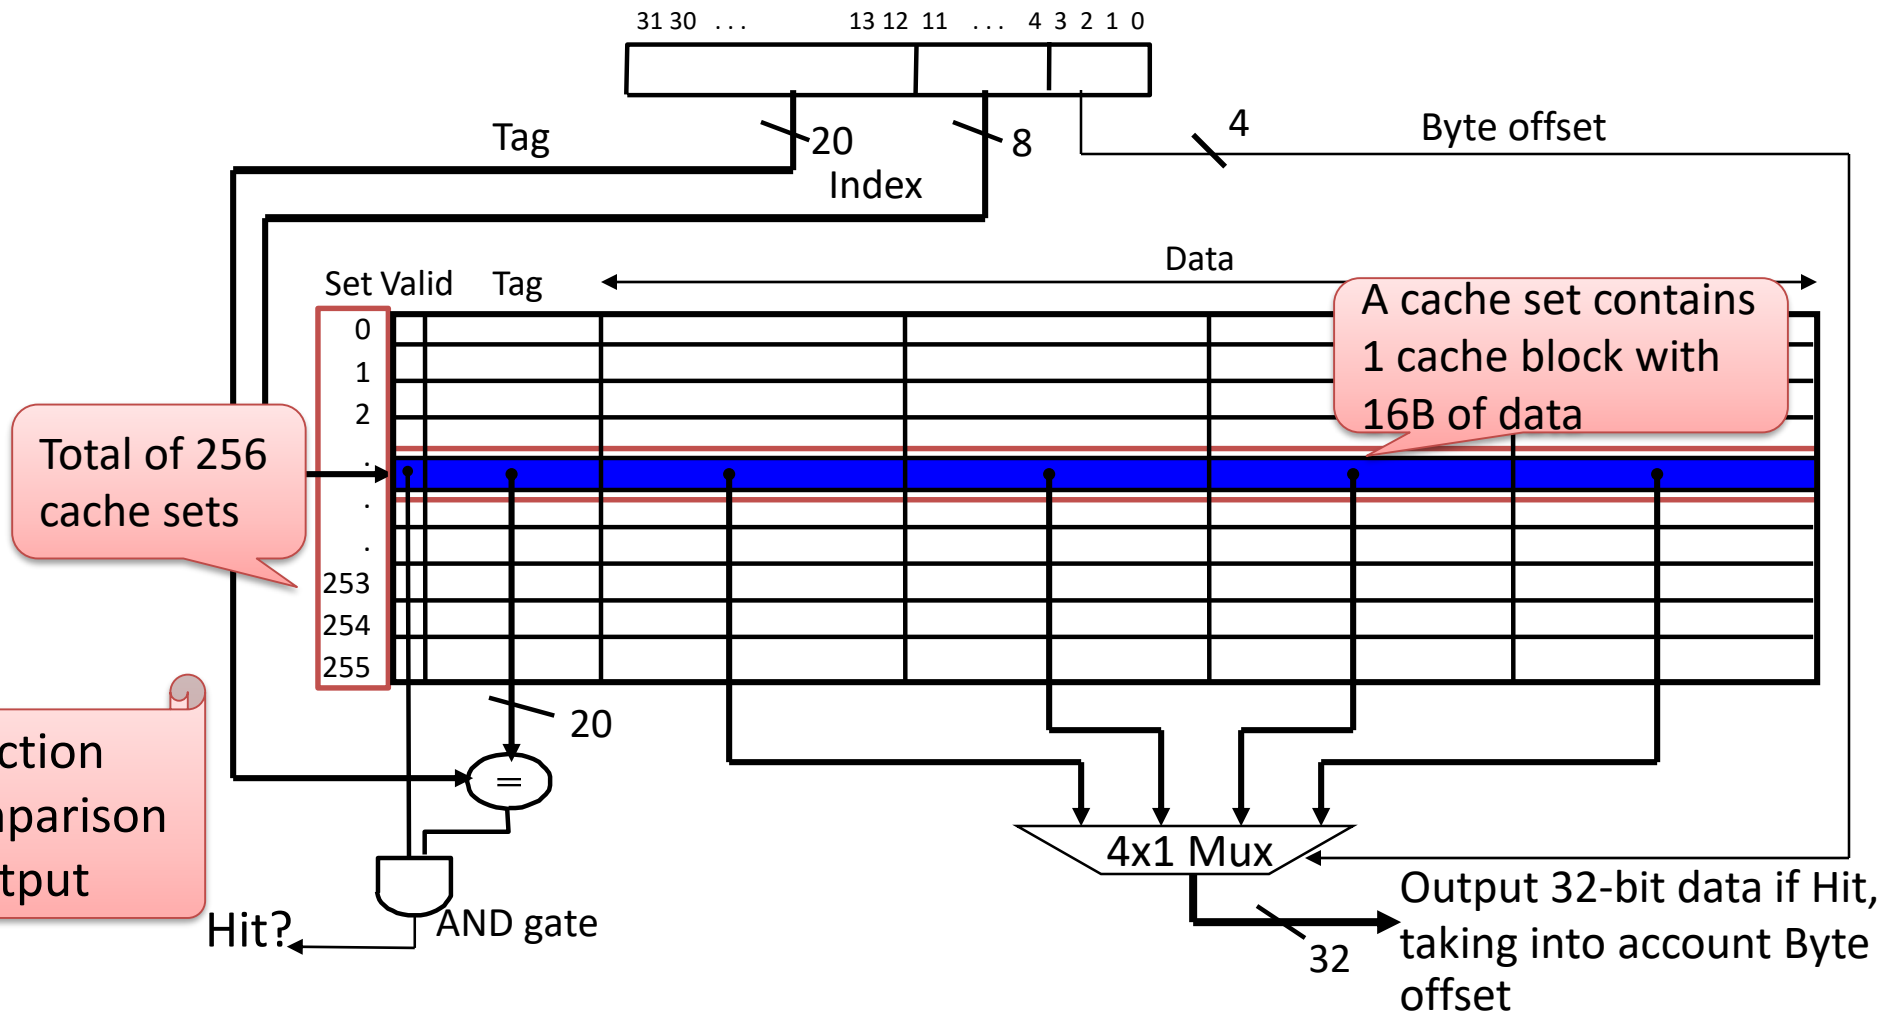 31 30 ... 13 12 11 ... 4 3 2 1 0
Tag
20
Index
8
4
Byte offset
Set Valid Tag
Data
A cache set contains
1 cache block with
16B of data
0
1
2
.
.
.
253
254
255
Total of 256
cache sets
20
=
ction
parison
tput
Hit?
AND gate
4x1 Mux
32
Output 32-bit data if Hit,
taking into account Byte
offset